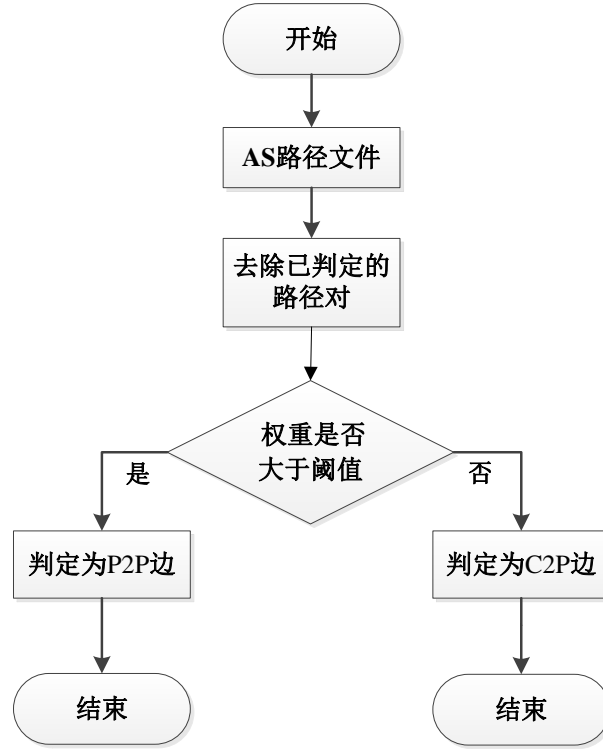 开始
AS路径文件
去除已判定的
路径对
权重是否
大于阈值
是
否
判定为P2P边
判定为C2P边
结束
结束